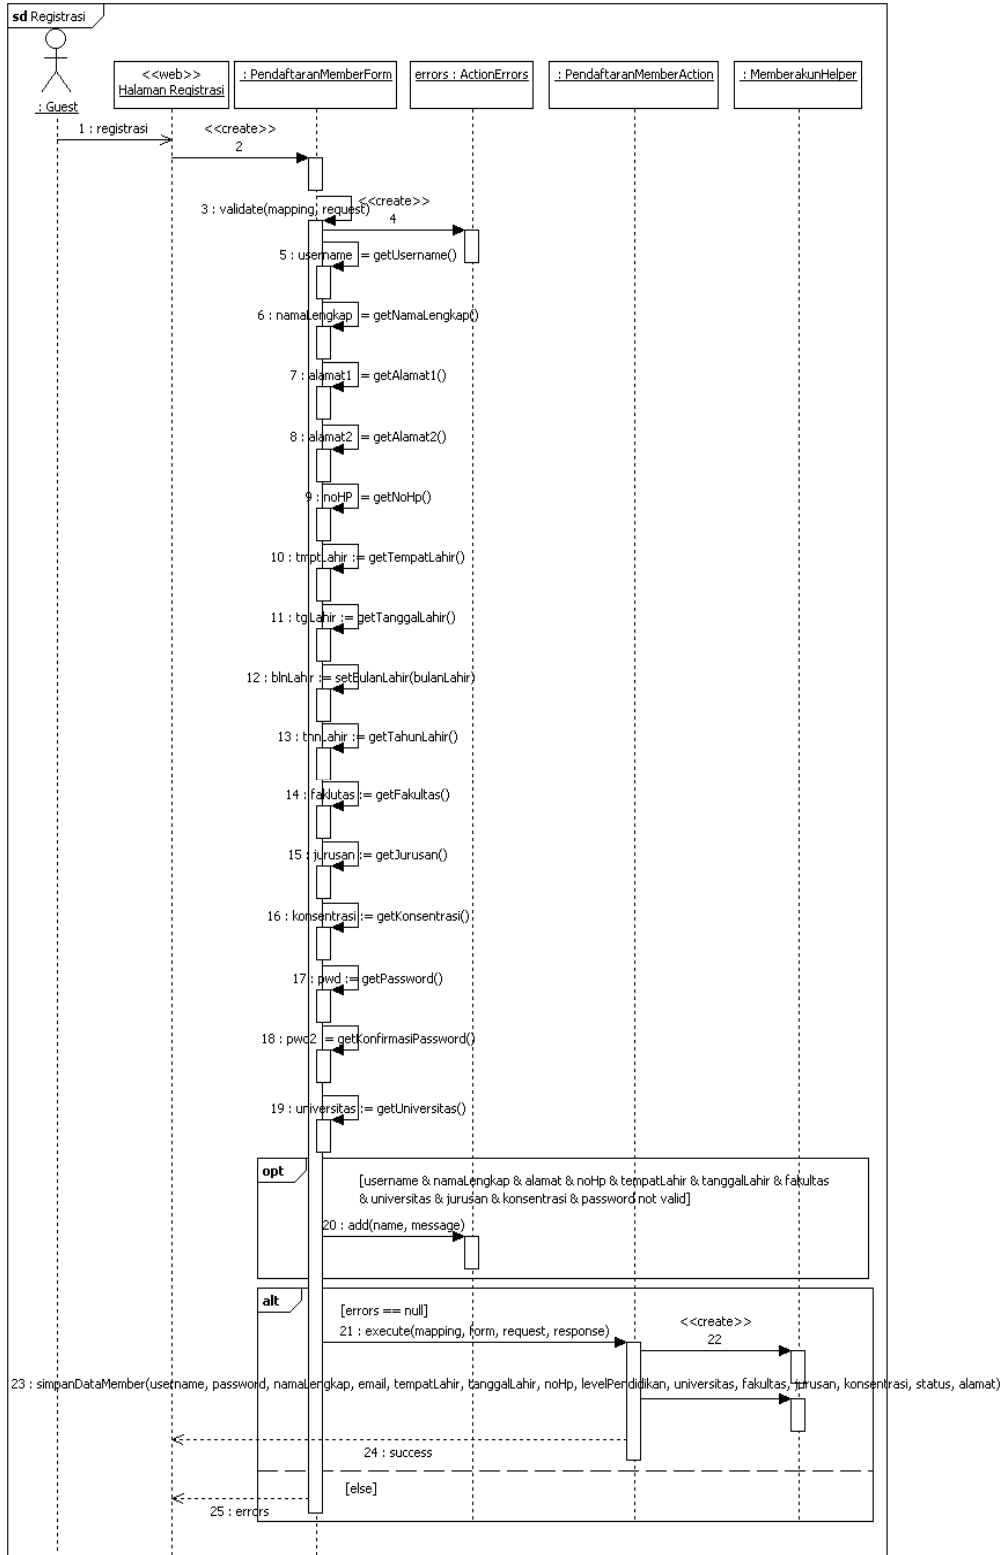 sd Registrasi
: Guest
<<web>>
Halaman Registrasi
: PendaftaranMemberForm
errors : ActionErrors
: PendaftaranMemberAction
: MemberakunHelper
1 : registrasi
<<create>>
2
3 : validate(mapping, request)
<<create>>
4
5 : username = getUsername()
6 : namaLengkap = getNamaLengkap()
7 : alamat1 = getAlamat1()
8 : alamat2 = getAlamat2()
9 : noHP = getNoHp()
10 : tmptLahir := getTempatLahir()
11 : tglLahir := getTanggalLahir()
12 : blnLahir := setBulanLahir(bulanLahir)
13 : thnLahir := getTahunLahir()
14 : faklutas := getFakultas()
15 : jurusan := getJurusan()
16 : konsentrasi := getKonsentrasi()
17 : pwd := getPassword()
18 : pwd2 = getKonfirmasiPassword()
19 : universitas := getUniversitas()
opt
[username & namaLengkap & alamat & noHp & tempatLahir & tanggalLahir & fakultas
& universitas & jurusan & konsentrasi & password not valid]
20 : add(name, message)
alt
[errors == null]
21 : execute(mapping, form, request, response)
<<create>>
22
23 : simpanDataMember(username, password, namaLengkap, email, tempatLahir, tanggalLahir, noHp, levelPendidikan, universitas, fakultas, jurusan, konsentrasi, status, alamat)
24 : success
[else]
25 : errors